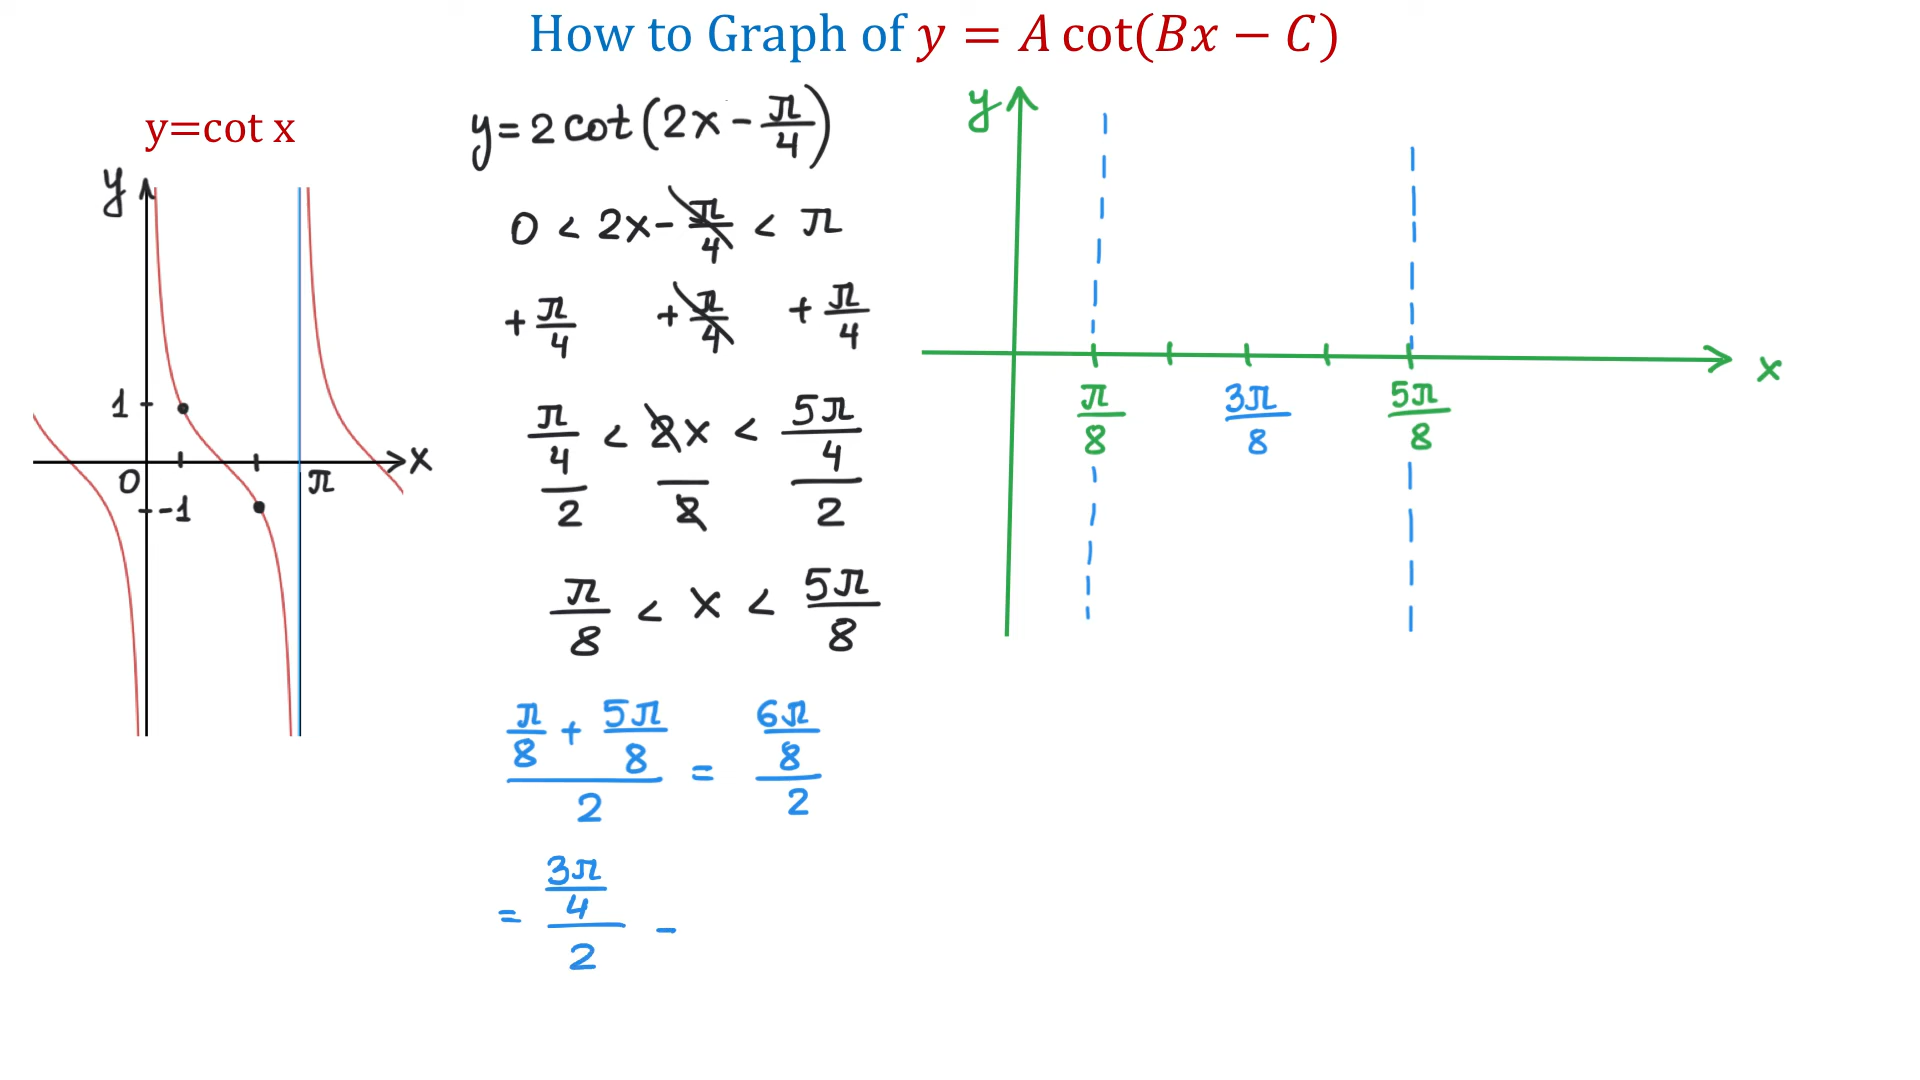 How to Graph of y = A cot(Bx − C)
y=cot x
y
1
0
-1
π
x
y=2cot(2x-π/4)
0 < 2x-π/4 < π
+π/4 +π/4 +π/4
π/4/2 < 2x/2 < 5π/4/2
π/8 < x < 5π/8
π/8 + 5π/8/2 = 6π/8/2
= 3π/4/2 -
y
x
π/8 3π/8 5π/8